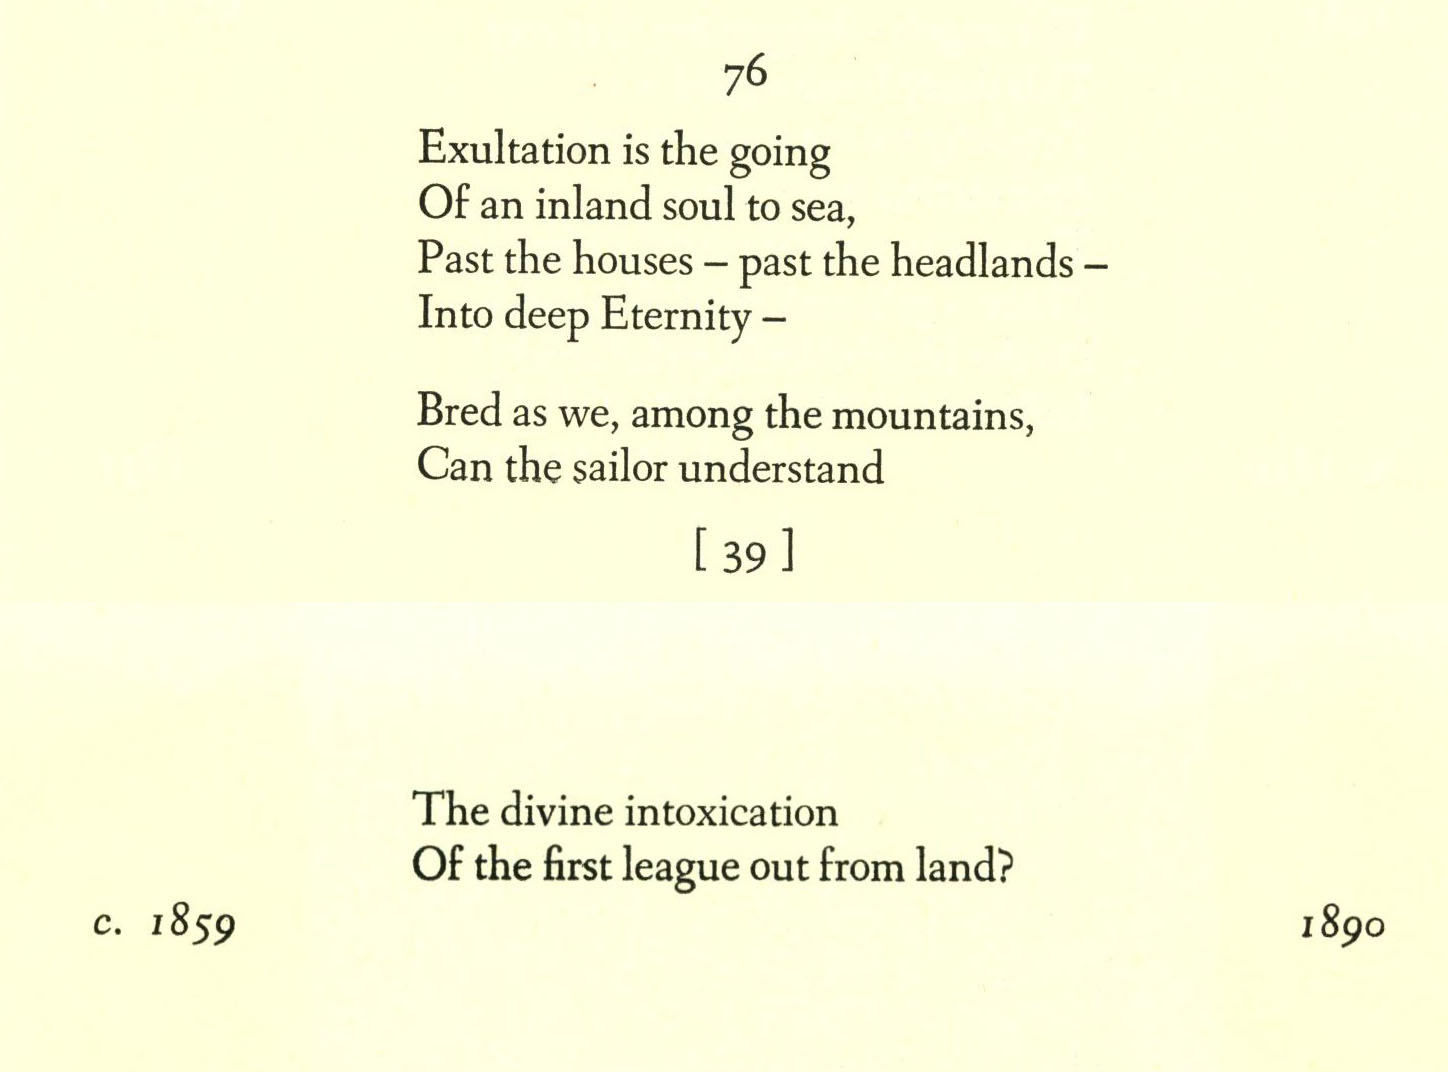 76
Exultation is the going
Of an inland soul to sea,
Past the houses – past the headlands –
Into deep Eternity –
Bred as we, among the mountains,
Can the sailor understand
[ 39 ]
The divine intoxication
Of the first league out from land?
c. 1859 1890